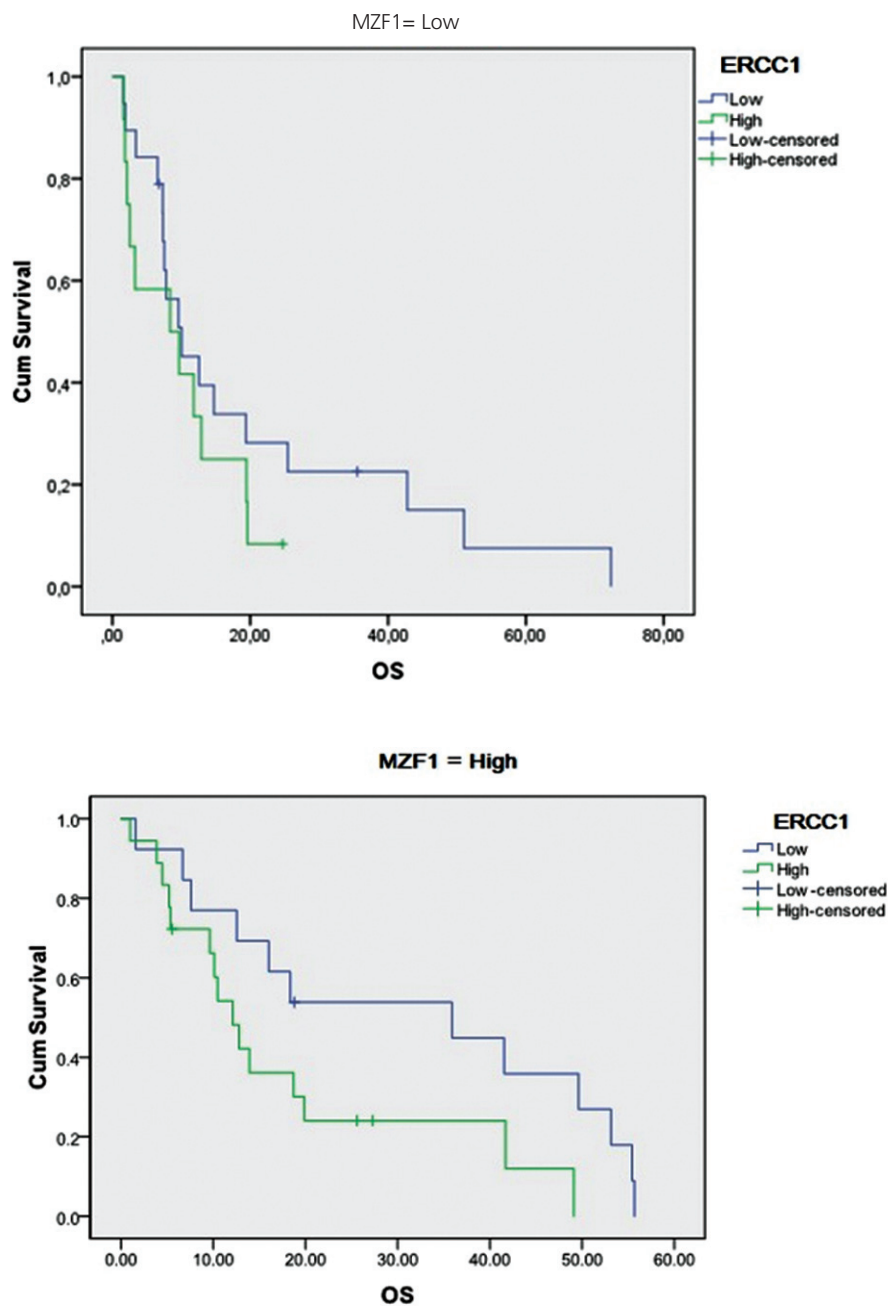 MZF1= Low
ERCC1
Low
High
Low-censored
High-censored
1,0
0,8
0,6
0,4
0,2
0,0
Cum Survival
,00 20,00 40,00 60,00 80,00
OS
MZF1 = High
ERCC1
Low
High
Low-censored
High-censored
1.0
0.8
0.6
0.4
0.2
0.0
Cum Survival
0.00 10.00 20.00 30.00 40.00 50.00 60.00
OS